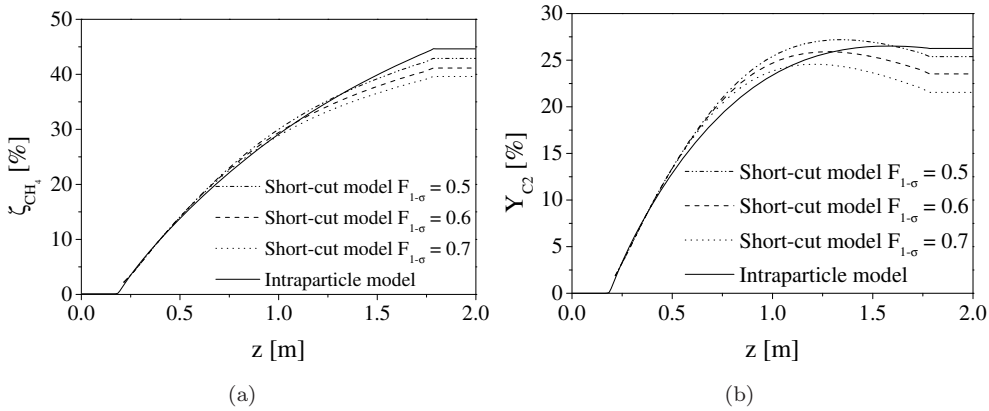 50
40
30
20
10
0
ζ_CH₄ [%]
Short-cut model F₁₋σ = 0.5
Short-cut model F₁₋σ = 0.6
Short-cut model F₁₋σ = 0.7
Intraparticle model
0.0 0.5 1.0 1.5 2.0
z [m]
(a)
30
25
20
15
10
5
0
Y_C2 [%]
Short-cut model F₁₋σ = 0.5
Short-cut model F₁₋σ = 0.6
Short-cut model F₁₋σ = 0.7
Intraparticle model
0.0 0.5 1.0 1.5 2.0
z [m]
(b)